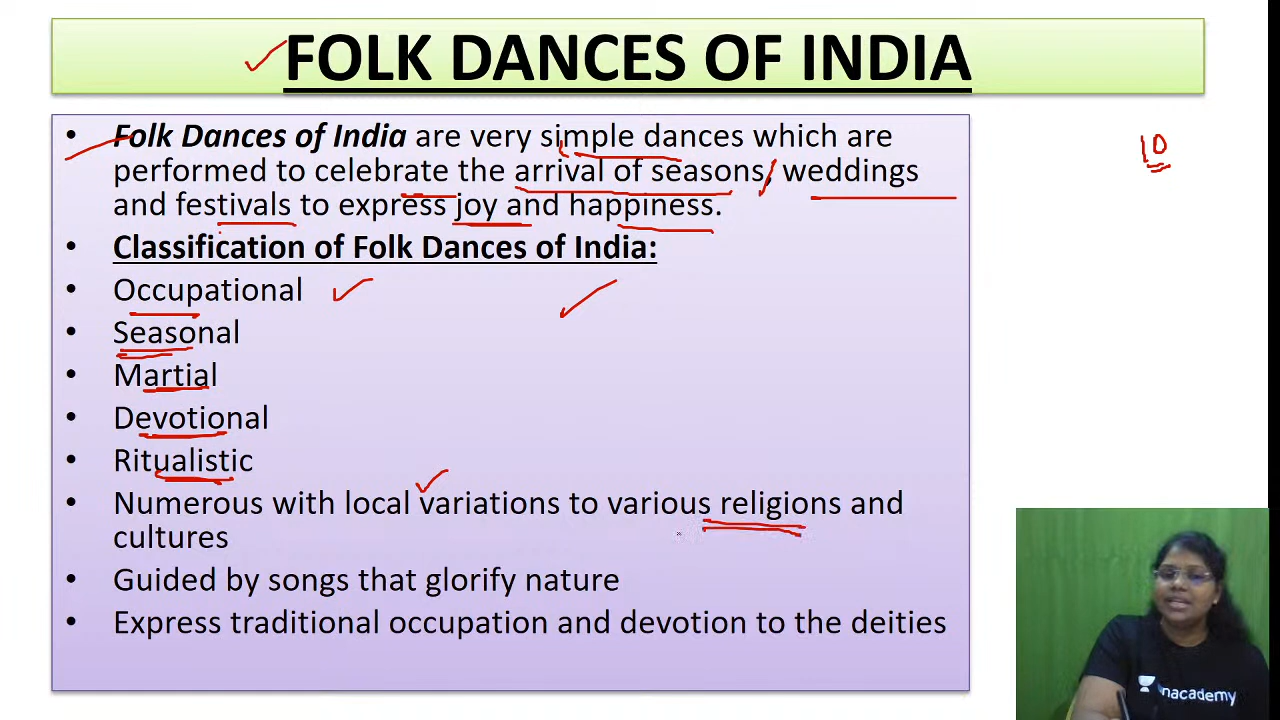 FOLK DANCES OF INDIA
• Folk Dances of India are very simple dances which are
performed to celebrate the arrival of seasons, weddings
and festivals to express joy and happiness.
• Classification of Folk Dances of India:
• Occupational
• Seasonal
• Martial
• Devotional
• Ritualistic
• Numerous with local variations to various religions and
cultures
• Guided by songs that glorify nature
• Express traditional occupation and devotion to the deities
10
unacademy